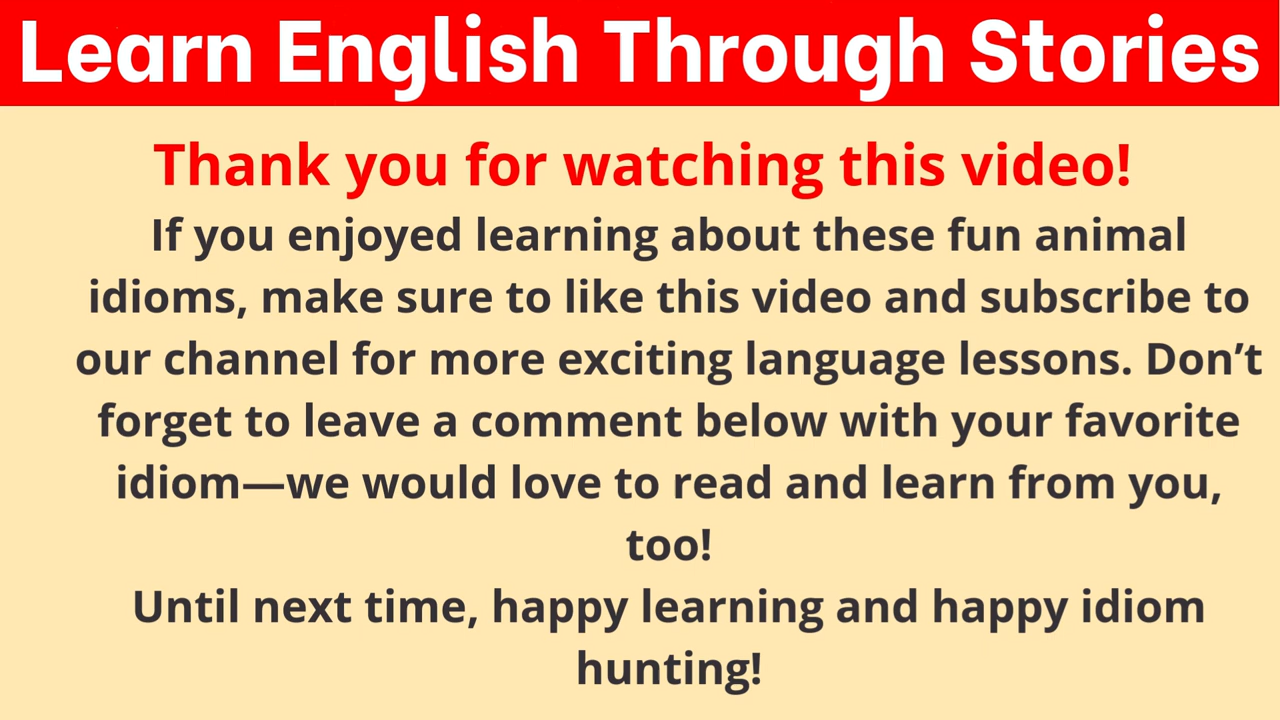 Learn English Through Stories
Thank you for watching this video!
If you enjoyed learning about these fun animal
idioms, make sure to like this video and subscribe to
our channel for more exciting language lessons. Don’t
forget to leave a comment below with your favorite
idiom—we would love to read and learn from you,
too!
Until next time, happy learning and happy idiom
hunting!